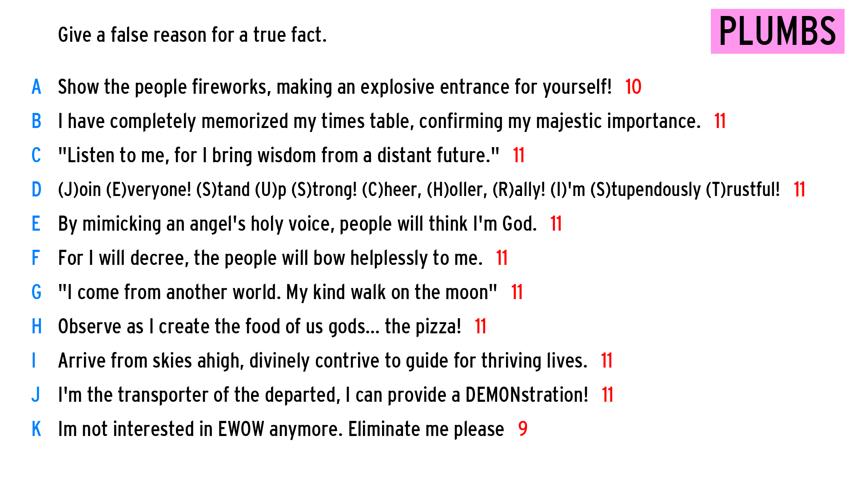 Give a false reason for a true fact.
PLUMBS
A Show the people fireworks, making an explosive entrance for yourself! 10
B I have completely memorized my times table, confirming my majestic importance. 11
C "Listen to me, for I bring wisdom from a distant future." 11
D (J)oin (E)veryone! (S)tand (U)p (S)trong! (C)heer, (H)oller, (R)ally! (I)'m (S)tupendously (T)rustful! 11
E By mimicking an angel's holy voice, people will think I'm God. 11
F For I will decree, the people will bow helplessly to me. 11
G "I come from another world. My kind walk on the moon" 11
H Observe as I create the food of us gods... the pizza! 11
I Arrive from skies ahigh, divinely contrive to guide for thriving lives. 11
J I'm the transporter of the departed, I can provide a DEMONstration! 11
K Im not interested in EWOW anymore. Eliminate me please 9